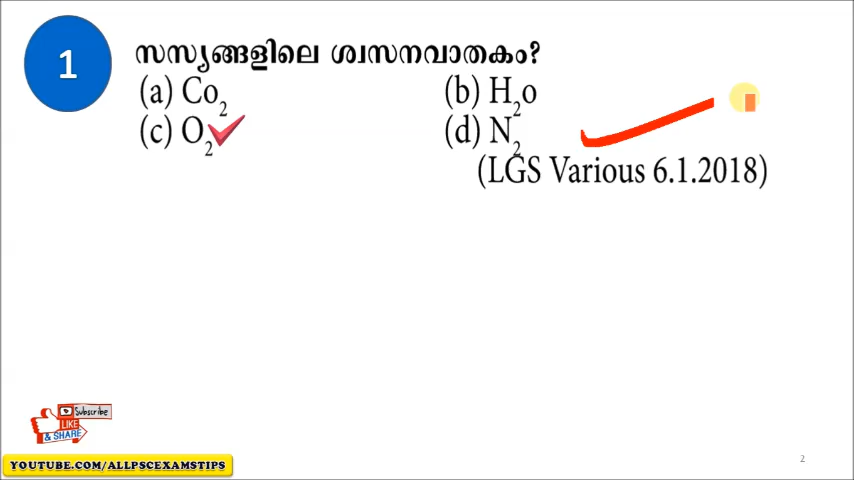 1
സസ്യങ്ങളിലെ ശ്വസനവാതകം?
(a) Co₂ (b) H₂o
(c) O₂ (d) N₂
(LGS Various 6.1.2018)
Subscribe
LIKE
& SHARE
YOUTUBE.COM/ALLPSCEXAMSTIPS
2